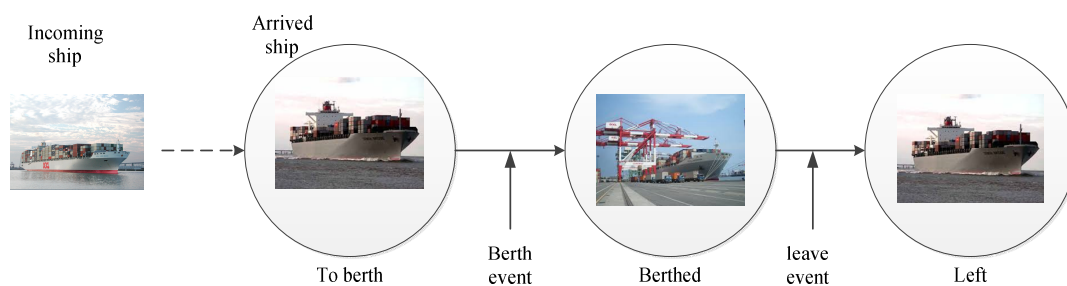 Incoming
ship
Arrived
ship
To berth
Berth
event
Berthed
leave
event
Left